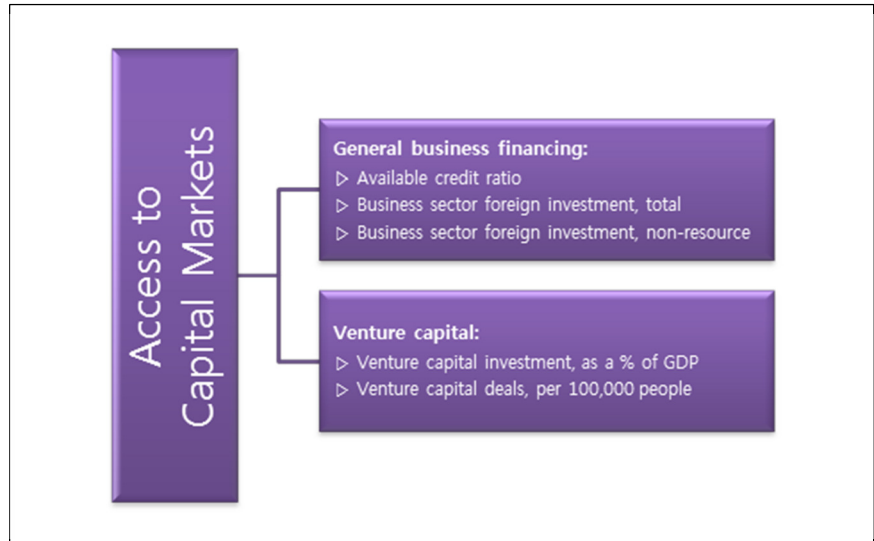 Access to
Capital Markets
General business financing:
▷ Available credit ratio
▷ Business sector foreign investment, total
▷ Business sector foreign investment, non-resource
Venture capital:
▷ Venture capital investment, as a % of GDP
▷ Venture capital deals, per 100,000 people